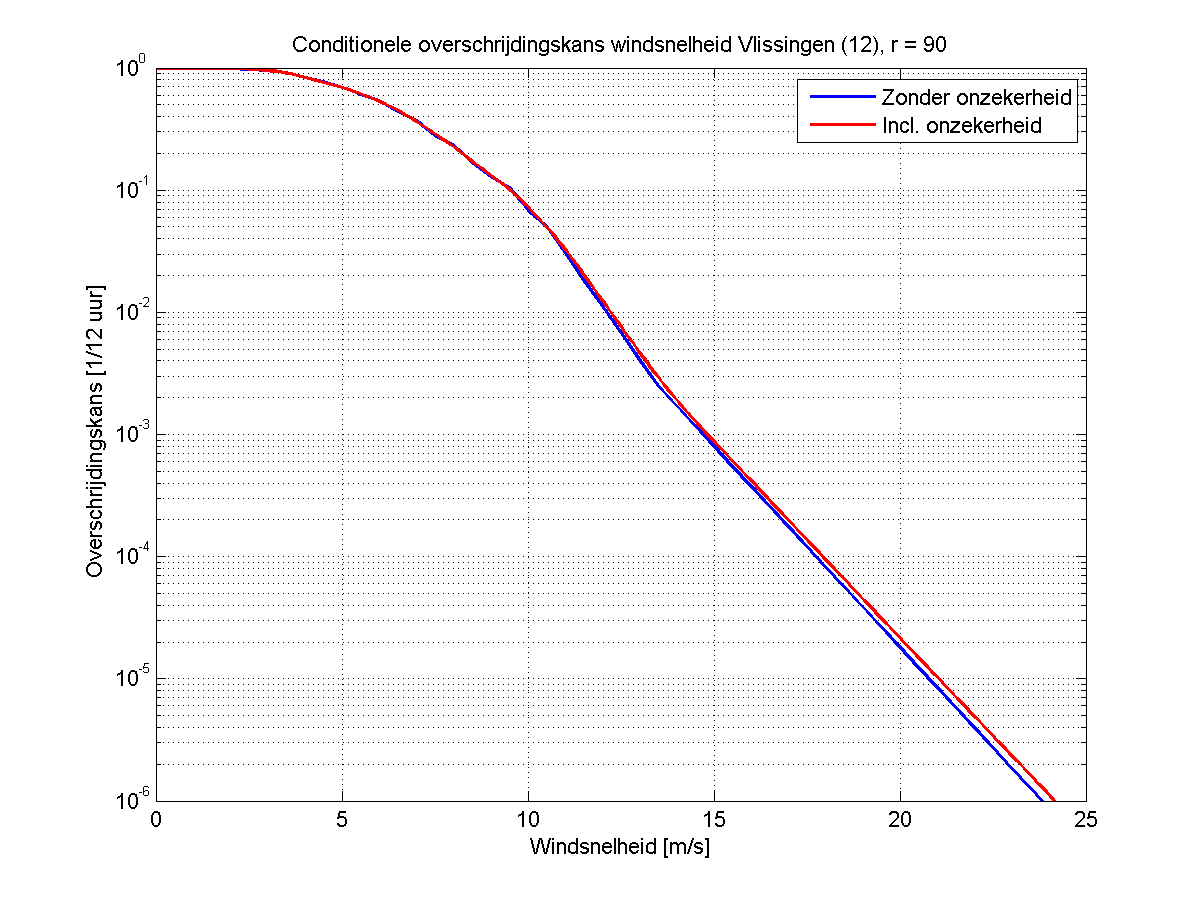 Conditionele overschrijdingskans windsnelheid Vlissingen (12), r = 90
Zonder onzekerheid
Incl. onzekerheid
Overschrijdingskans [1/12 uur]
10^0
10^-1
10^-2
10^-3
10^-4
10^-5
10^-6
0 5 10 15 20 25
Windsnelheid [m/s]